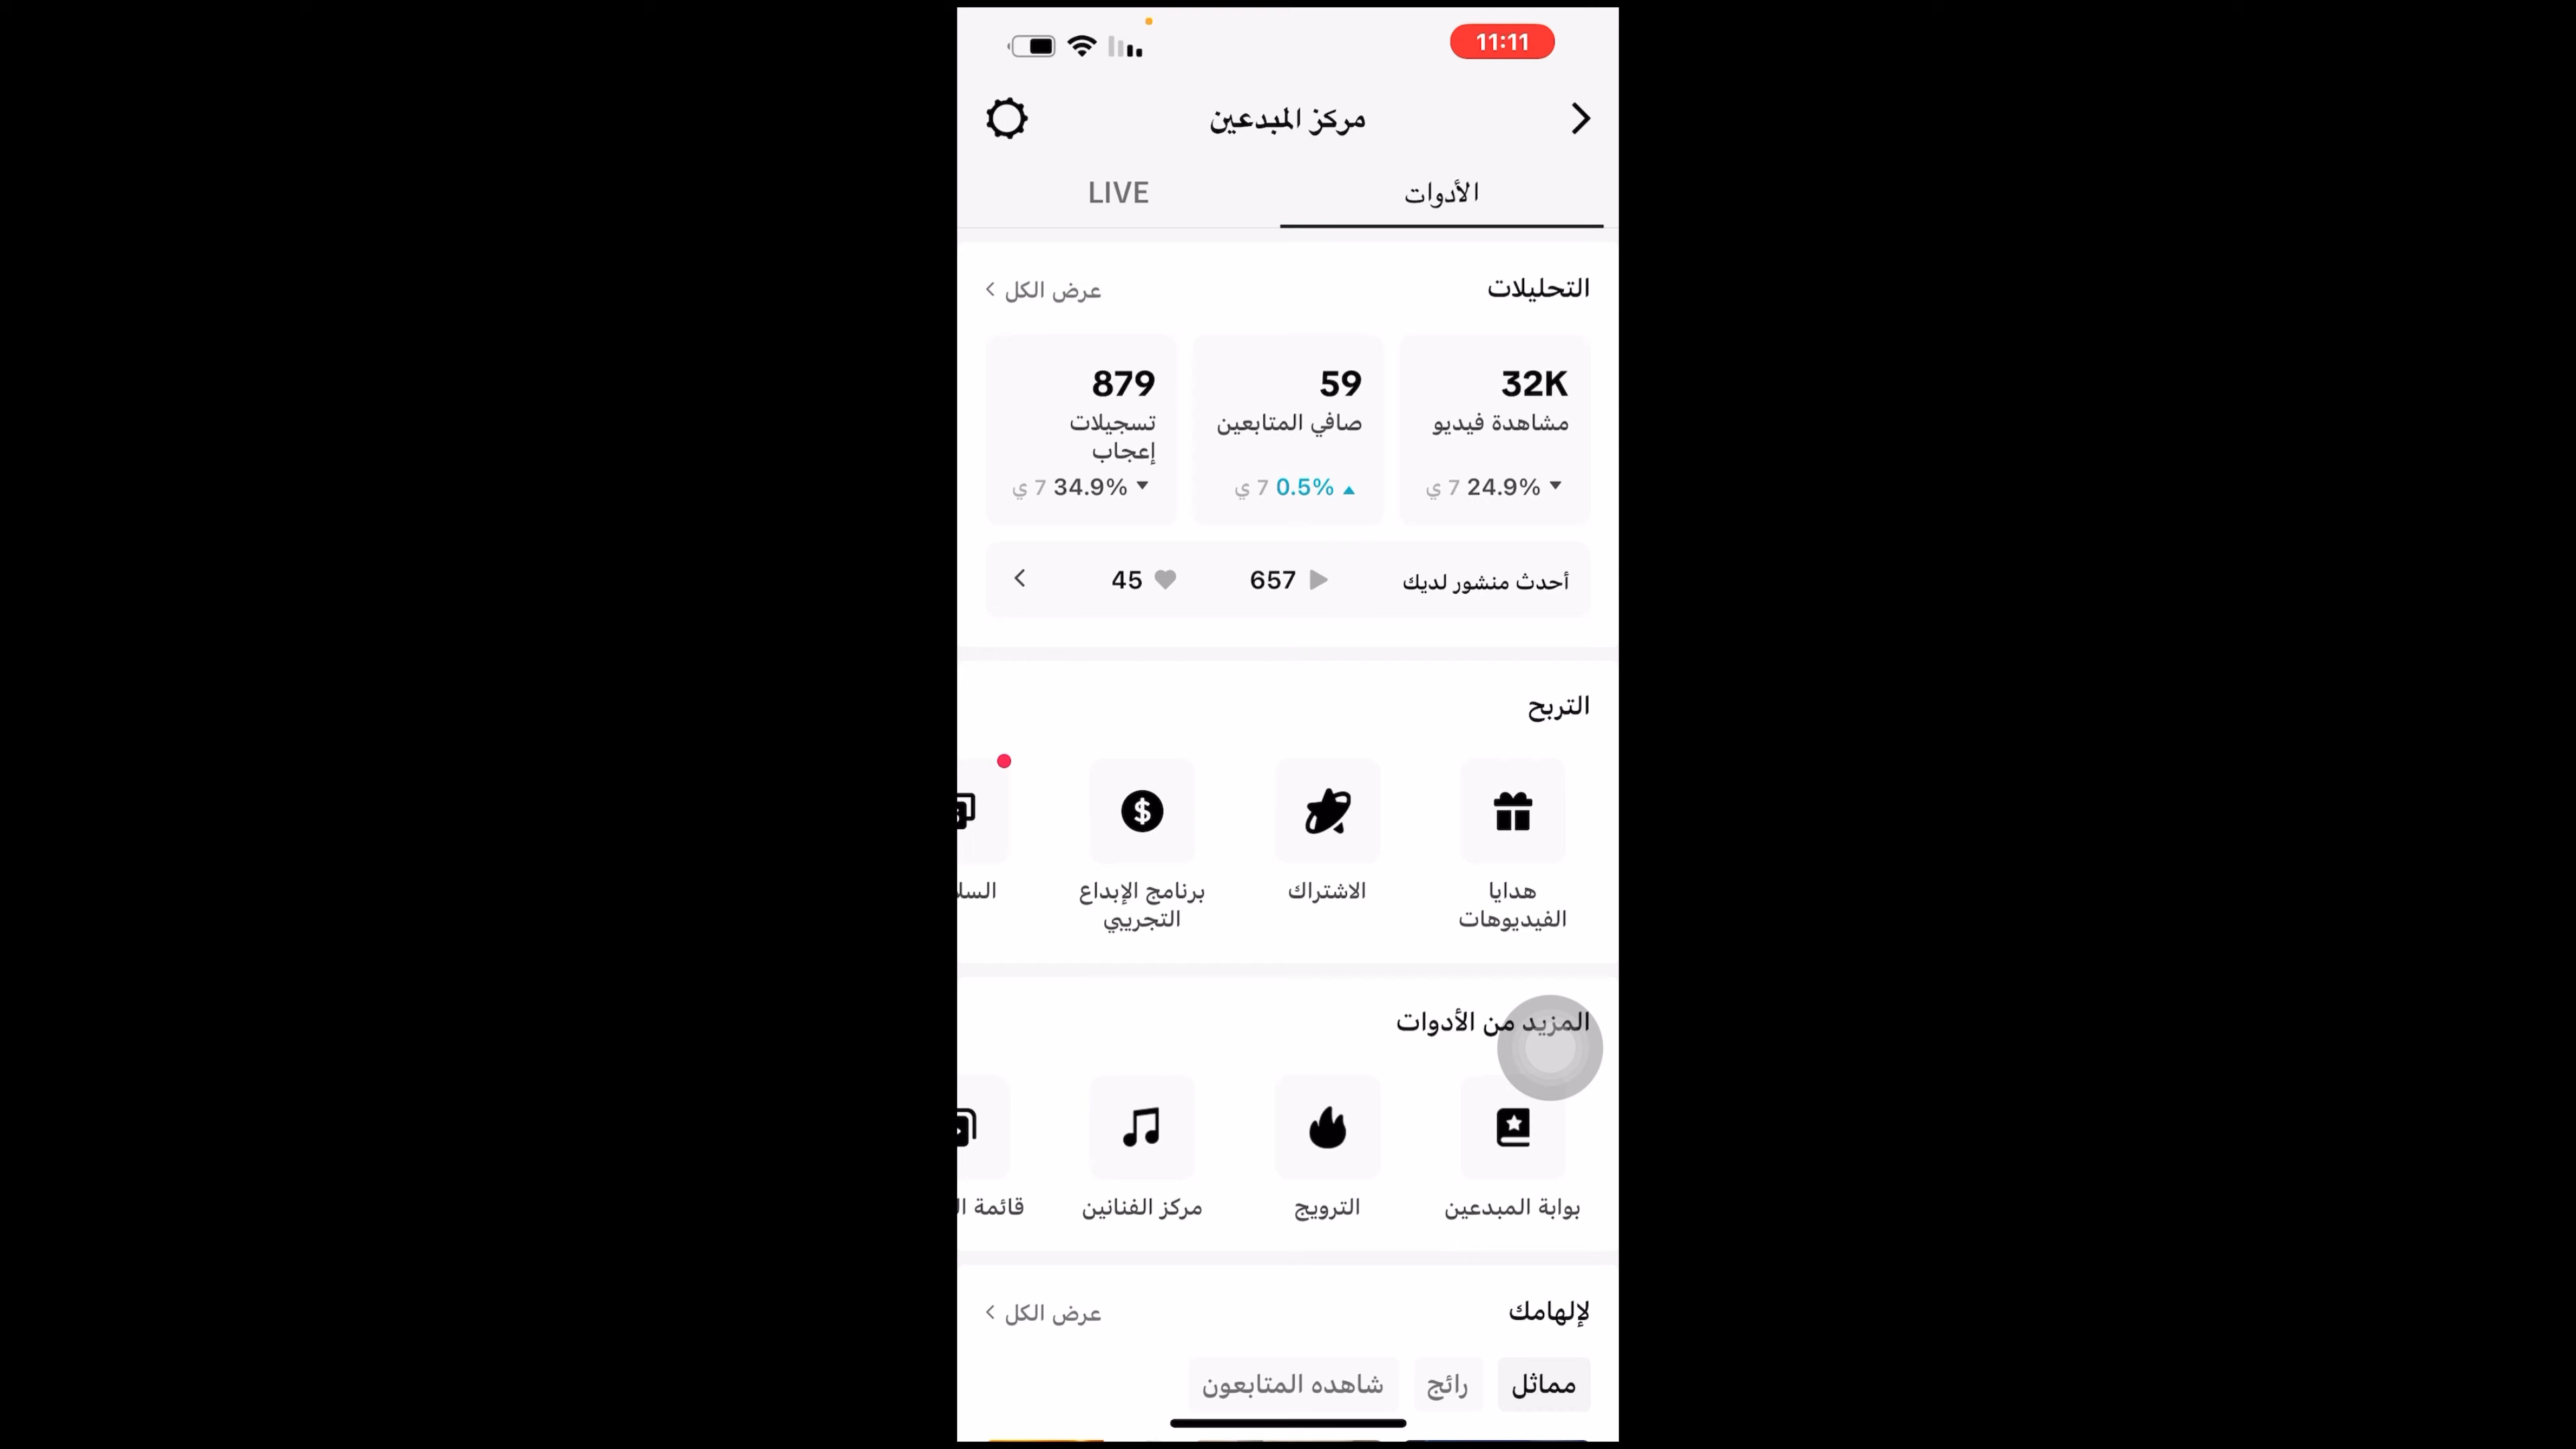 11:11
مركز المبدعين
الأدوات
LIVE
التحليلات
عرض الكل
32K
مشاهدة فيديو
24.9% 7 ي
59
صافي المتابعين
0.5% 7 ي
879
تسجيلات
إعجاب
34.9% 7 ي
أحدث منشور لديك
657
45
التربح
هدايا
الفيديوهات
الاشتراك
برنامج الإبداع
التجريبي
المزيد من الأدوات
بوابة المبدعين
الترويج
مركز الفنانين
قائمة
لإلهامك
عرض الكل
مماثل
رائج
شاهده المتابعون